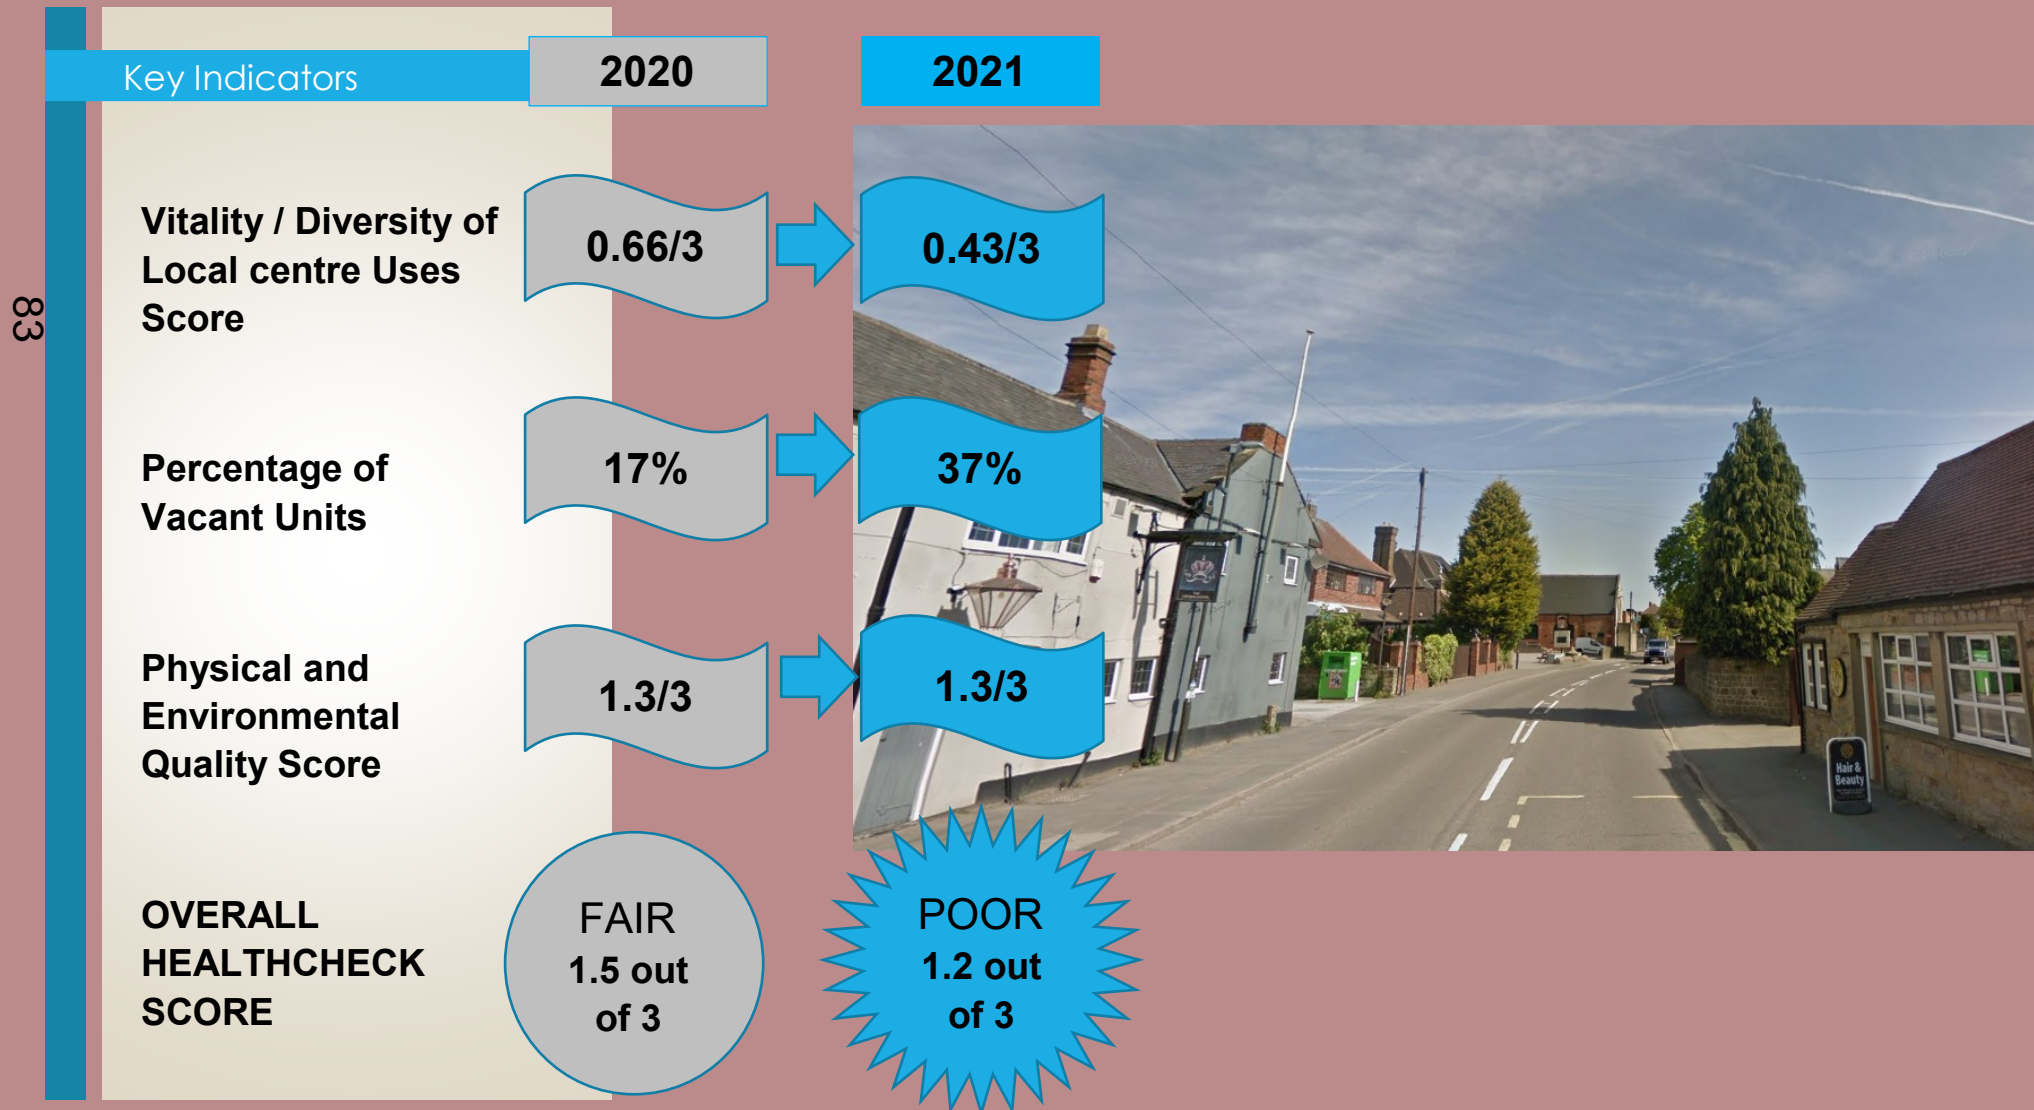 Key Indicators
2020
2021
Vitality / Diversity of
Local centre Uses
Score
0.66/3
0.43/3
Percentage of
Vacant Units
17%
37%
Physical and
Environmental
Quality Score
1.3/3
1.3/3
OVERALL
HEALTHCHECK
SCORE
FAIR
1.5 out
of 3
POOR
1.2 out
of 3
83
Hair &
Beauty